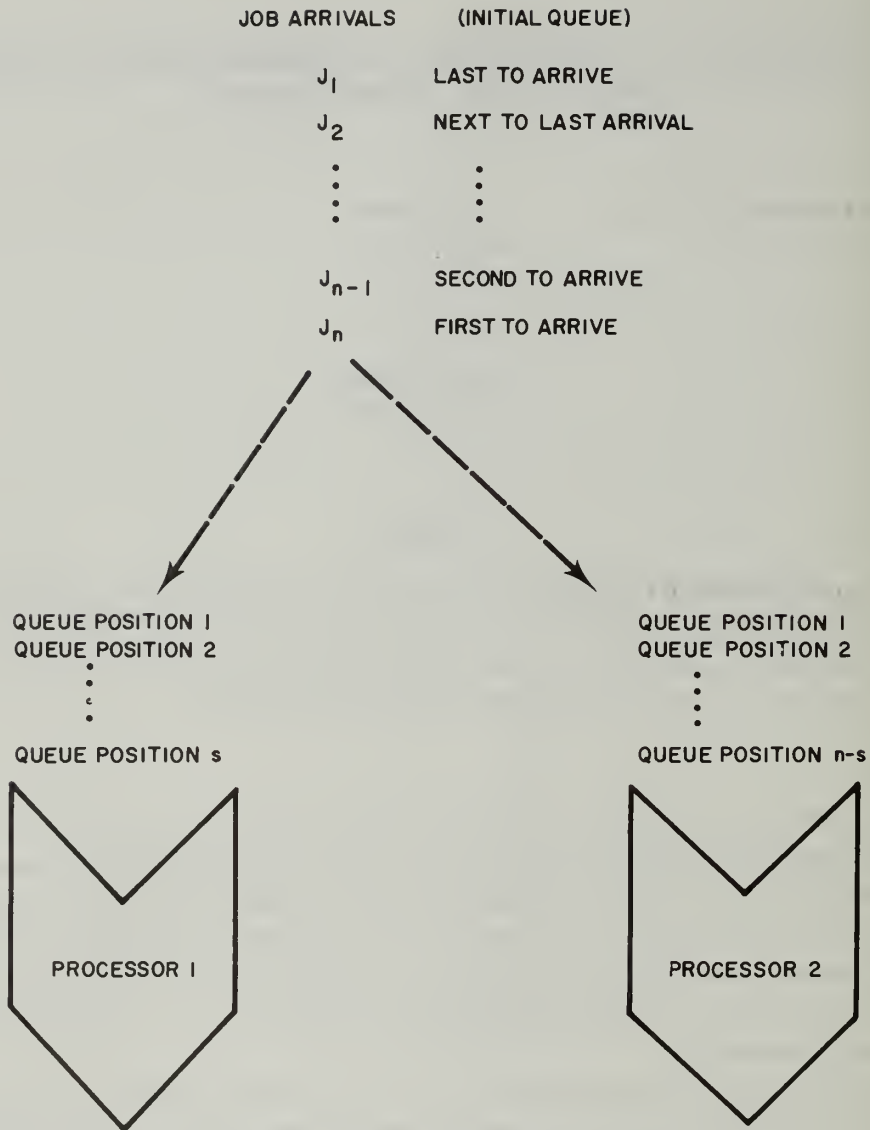 JOB ARRIVALS (INITIAL QUEUE)
J1 LAST TO ARRIVE
J2 NEXT TO LAST ARRIVAL
Jn-1 SECOND TO ARRIVE
Jn FIRST TO ARRIVE
QUEUE POSITION 1 QUEUE POSITION 1
QUEUE POSITION 2 QUEUE POSITION 2
QUEUE POSITION s QUEUE POSITION n-s
PROCESSOR 1 PROCESSOR 2